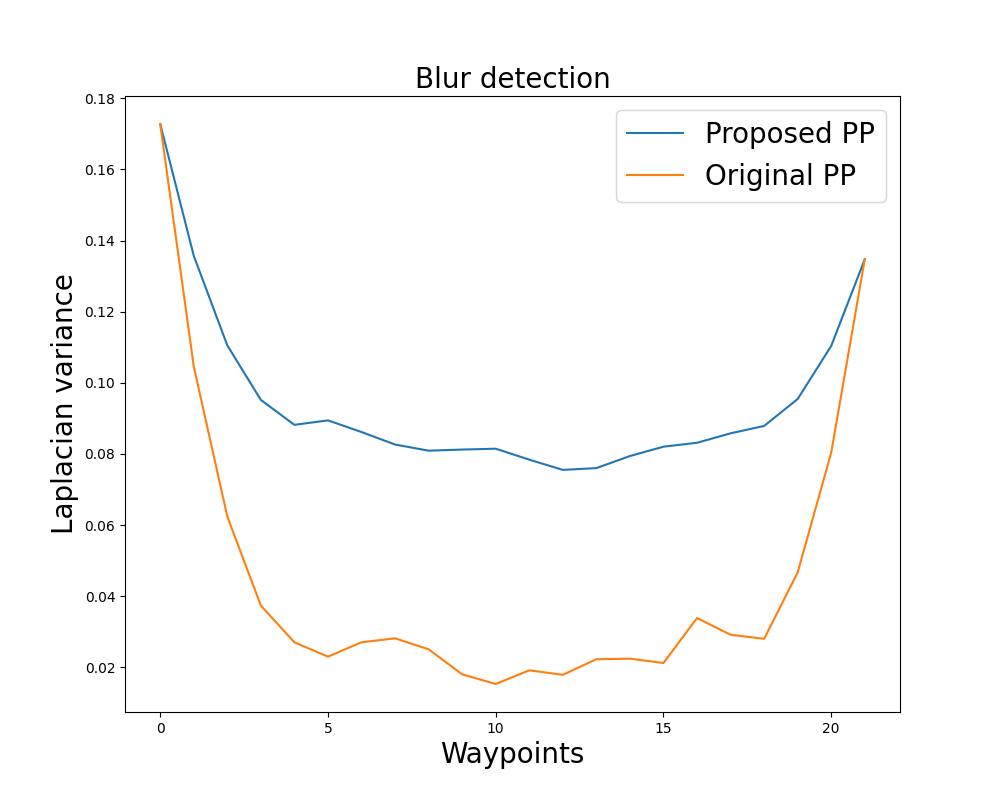 Blur detection
Proposed PP
Original PP
Laplacian variance
0.18
0.16
0.14
0.12
0.10
0.08
0.06
0.04
0.02
0 5 10 15 20
Waypoints